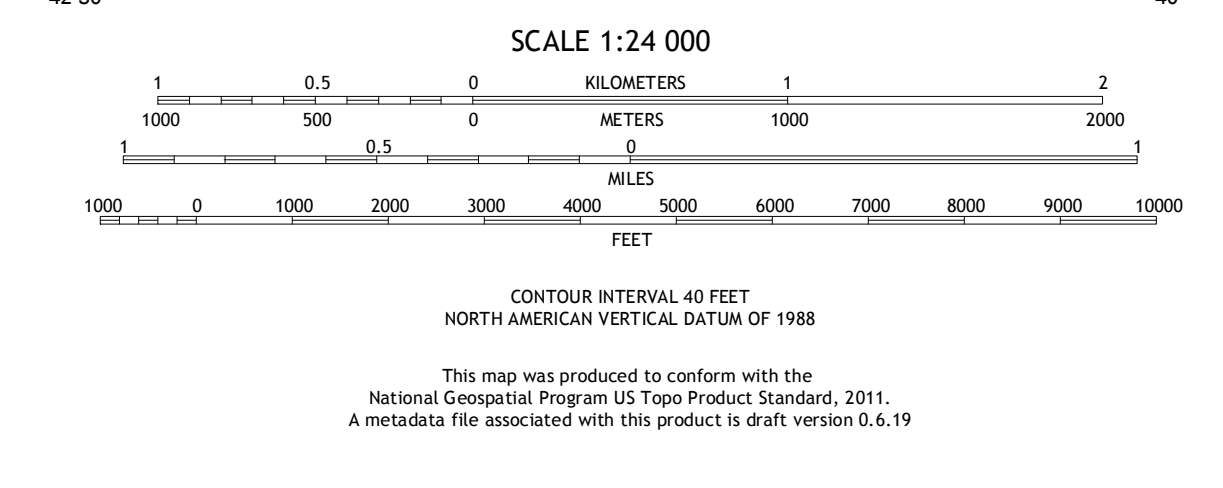 SCALE 1:24 000
1 0.5 0 KILOMETERS 1 2
1000 500 0 METERS 1000 2000
1 0.5 0 1
MILES
1000 0 1000 2000 3000 4000 5000 6000 7000 8000 9000 10000
FEET
CONTOUR INTERVAL 40 FEET
NORTH AMERICAN VERTICAL DATUM OF 1988
This map was produced to conform with the
National Geospatial Program US Topo Product Standard, 2011.
A metadata file associated with this product is draft version 0.6.19